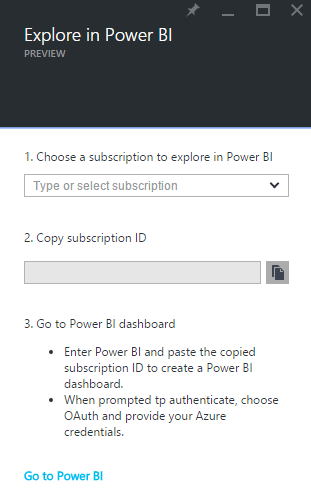 Explore in Power BI
PREVIEW
1. Choose a subscription to explore in Power BI
Type or select subscription
2. Copy subscription ID
3. Go to Power BI dashboard
• Enter Power BI and paste the copied
subscription ID to create a Power BI
dashboard.
• When prompted tp authenticate, choose
OAuth and provide your Azure
credentials.
Go to Power BI